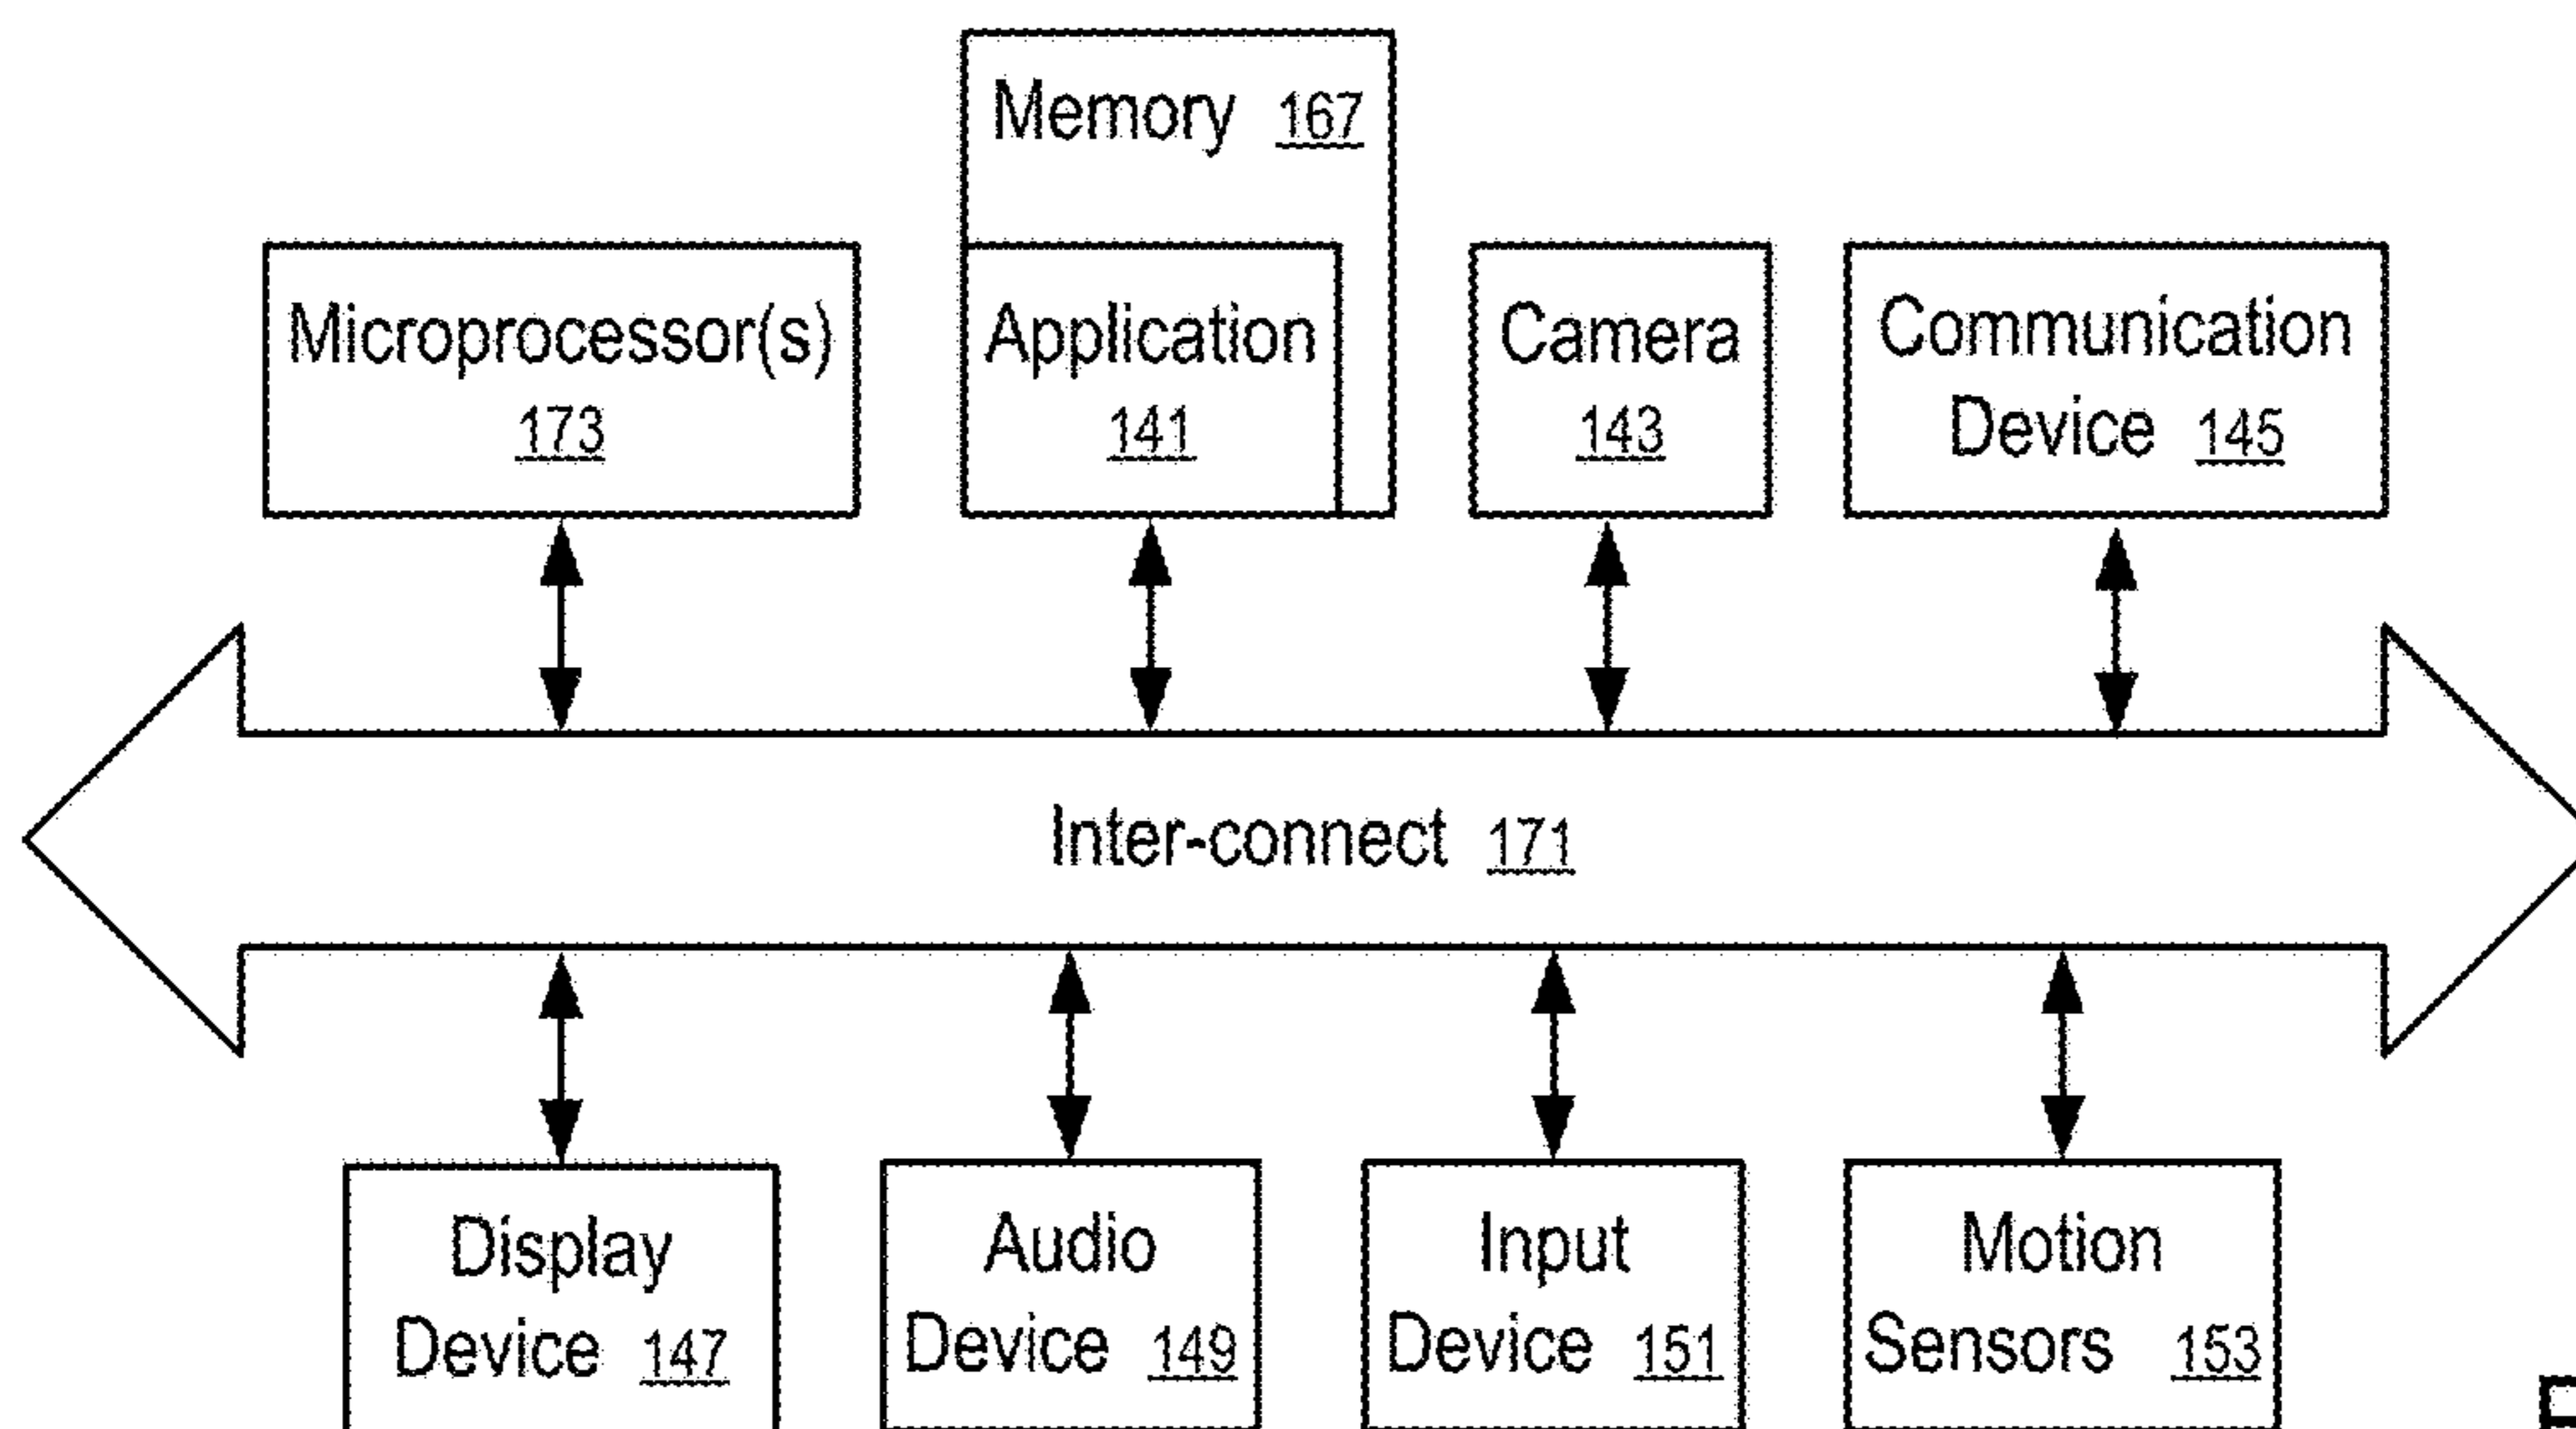 Memory 167
Microprocessor(s)
173
Application
141
Camera
143
Communication
Device 145
Inter-connect 171
Display
Device 147
Audio
Device 149
Input
Device 151
Motion
Sensors 153